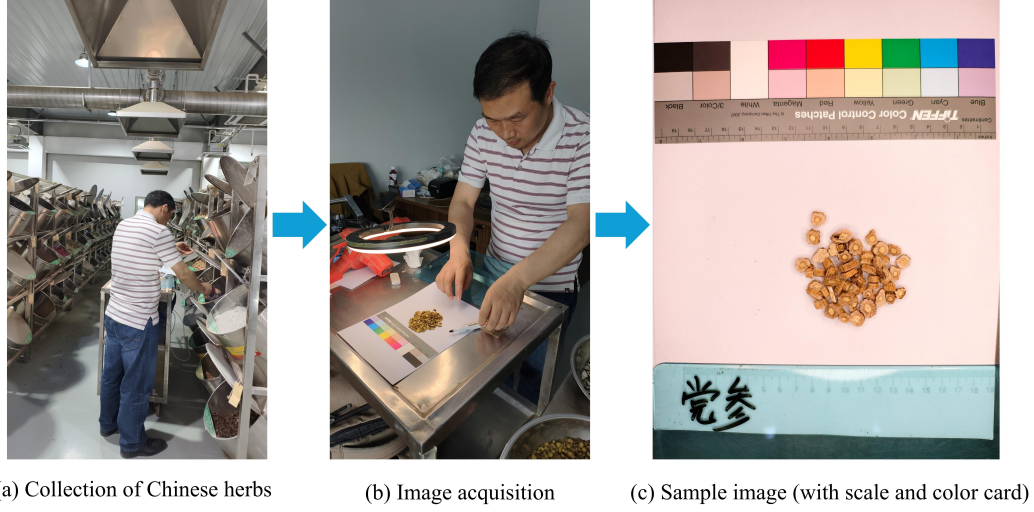 Black
3/Color
White
Magenta
Red
Yellow
Green
Cyan
Blue
TIFFEN Color Control Patches
Centimetres
党参
(a) Collection of Chinese herbs
(b) Image acquisition
(c) Sample image (with scale and color card)